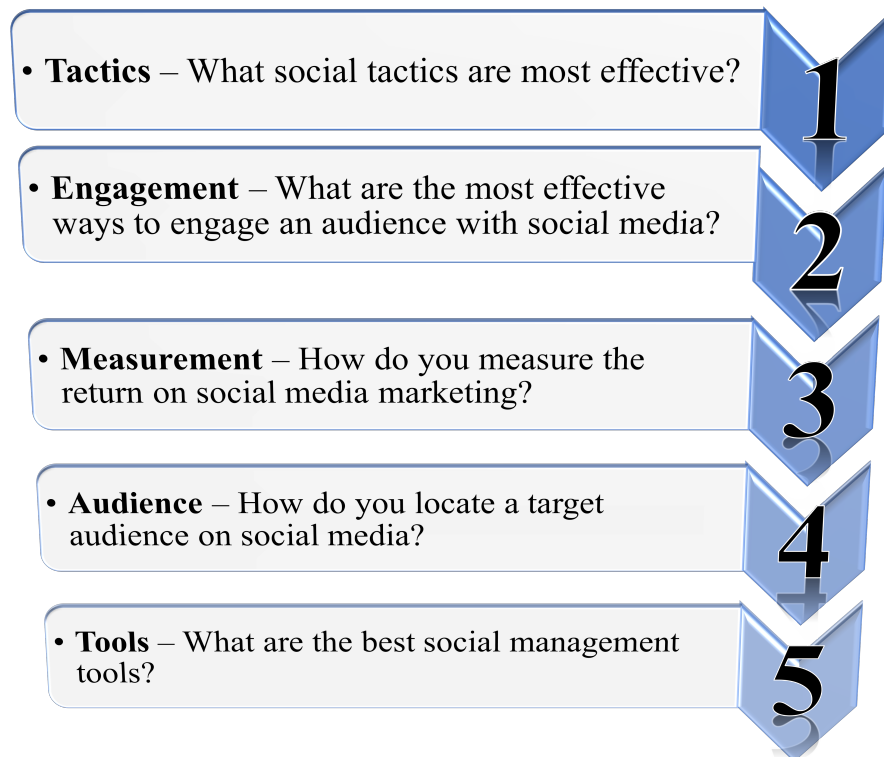 • Tactics – What social tactics are most effective?
1
• Engagement – What are the most effective
ways to engage an audience with social media?
2
• Measurement – How do you measure the
return on social media marketing?
3
• Audience – How do you locate a target
audience on social media?
4
• Tools – What are the best social management
tools?
5